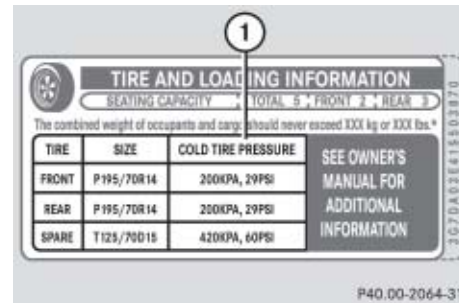 1
TIRE AND LOADING INFORMATION
SEATING CAPACITY TOTAL 5 FRONT 2 REAR 3
The combined weight of occupants and cargo should never exceed XXX kg or XXX lbs.*
TIRE SIZE COLD TIRE PRESSURE
FRONT P195/70R14 200KPA, 29PSI
REAR P195/70R14 200KPA, 29PSI
SPARE T125/70D15 420KPA, 60PSI
SEE OWNER'S
MANUAL FOR
ADDITIONAL
INFORMATION
P40.00-2064-31